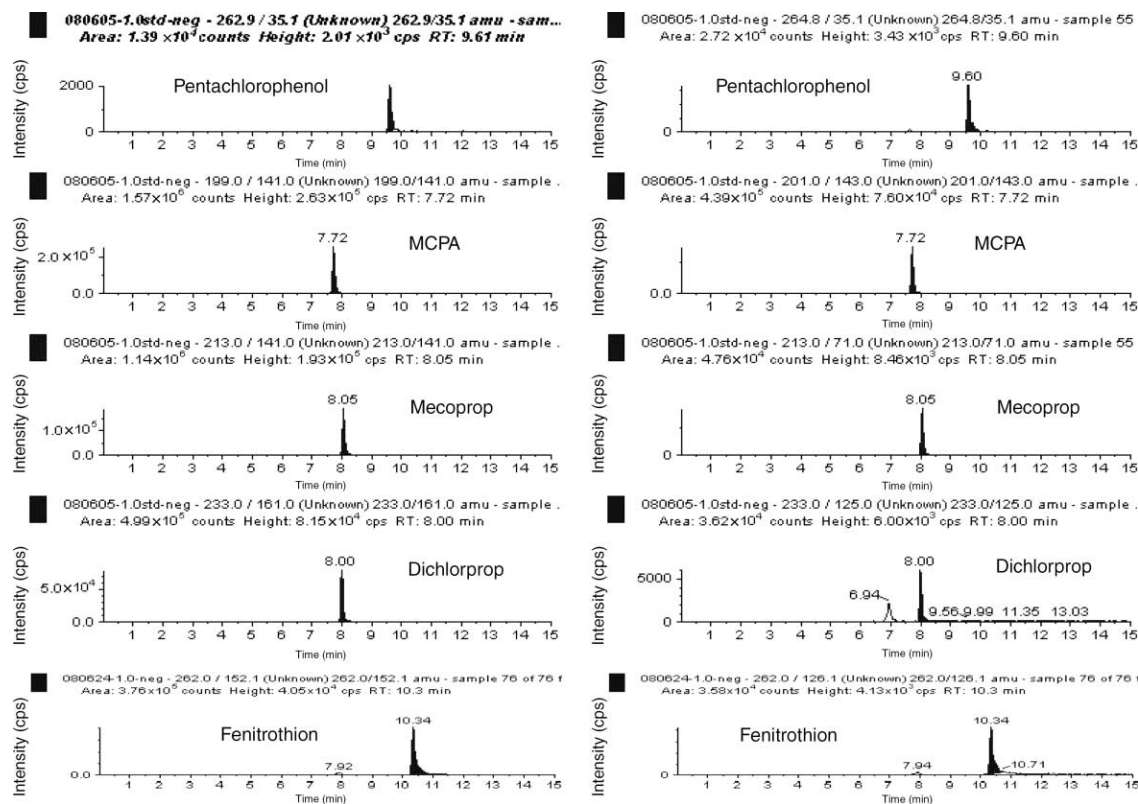 080605-1.0std-neg - 262.9 / 35.1 (Unknown) 262.9/35.1 amu - sam...
Area: 1.39 ×10⁴ counts Height: 2.01 ×10³ cps RT: 9.61 min
Intensity (cps)
2000
0
Pentachlorophenol
1 2 3 4 5 6 7 8 9 10 11 12 13 14 15
Time (min)
080605-1.0std-neg - 264.8 / 35.1 (Unknown) 264.8/35.1 amu - sample 55
Area: 2.72 ×10⁴ counts Height: 3.43 ×10³ cps RT: 9.60 min
Intensity (cps)
0
Pentachlorophenol
9.60
1 2 3 4 5 6 7 8 9 10 11 12 13 14 15
Time (min)
080605-1.0std-neg - 199.0 / 141.0 (Unknown) 199.0/141.0 amu - sample .
Area: 1.57×10⁶ counts Height: 2.63×10⁵ cps RT: 7.72 min
Intensity (cps)
2.0×10⁵
0.0
7.72
MCPA
1 2 3 4 5 6 7 8 9 10 11 12 13 14 15
Time (min)
080605-1.0std-neg - 201.0 / 143.0 (Unknown) 201.0/143.0 amu - sample .
Area: 4.39×10⁵ counts Height: 7.60×10⁴ cps RT: 7.72 min
Intensity (cps)
0.0
7.72
MCPA
1 2 3 4 5 6 7 8 9 10 11 12 13 14 15
Time (min)
080605-1.0std-neg - 213.0 / 141.0 (Unknown) 213.0/141.0 amu - sample .
Area: 1.14×10⁶ counts Height: 1.93×10⁵ cps RT: 8.05 min
Intensity (cps)
1.0×10⁵
0.0
8.05
Mecoprop
1 2 3 4 5 6 7 8 9 10 11 12 13 14 15
Time (min)
080605-1.0std-neg - 213.0 / 71.0 (Unknown) 213.0/71.0 amu - sample 55
Area: 4.76×10⁴ counts Height: 8.46×10³ cps RT: 8.05 min
Intensity (cps)
0.0
8.05
Mecoprop
1 2 3 4 5 6 7 8 9 10 11 12 13 14 15
Time (min)
080605-1.0std-neg - 233.0 / 161.0 (Unknown) 233.0/161.0 amu - sample .
Area: 4.99×10⁵ counts Height: 8.15×10⁴ cps RT: 8.00 min
Intensity (cps)
5.0×10⁴
0.0
8.00
Dichlorprop
1 2 3 4 5 6 7 8 9 10 11 12 13 14 15
Time (min)
080605-1.0std-neg - 233.0 / 125.0 (Unknown) 233.0/125.0 amu - sample .
Area: 3.62×10⁴ counts Height: 6.00×10³ cps RT: 8.00 min
Intensity (cps)
5000
0
6.94
8.00
Dichlorprop
9.56 9.99 11.35 13.03
1 2 3 4 5 6 7 8 9 10 11 12 13 14 15
Time (min)
080624-1.0-neg - 262.0 / 152.1 (Unknown) 262.0/152.1 amu - sample 76 of 76 f
Area: 3.76×10⁵ counts Height: 4.05×10⁴ cps RT: 10.3 min
Intensity (cps)
0.0
Fenitrothion
7.92
10.34
1 2 3 4 5 6 7 8 9 10 11 12 13 14 15
Time (min)
080624-1.0-neg - 262.0 / 126.1 (Unknown) 262.0/126.1 amu - sample 76 of 76 f
Area: 3.58×10⁴ counts Height: 4.13×10³ cps RT: 10.3 min
Intensity (cps)
0
Fenitrothion
7.94
10.34
10.71
1 2 3 4 5 6 7 8 9 10 11 12 13 14 15
Time (min)